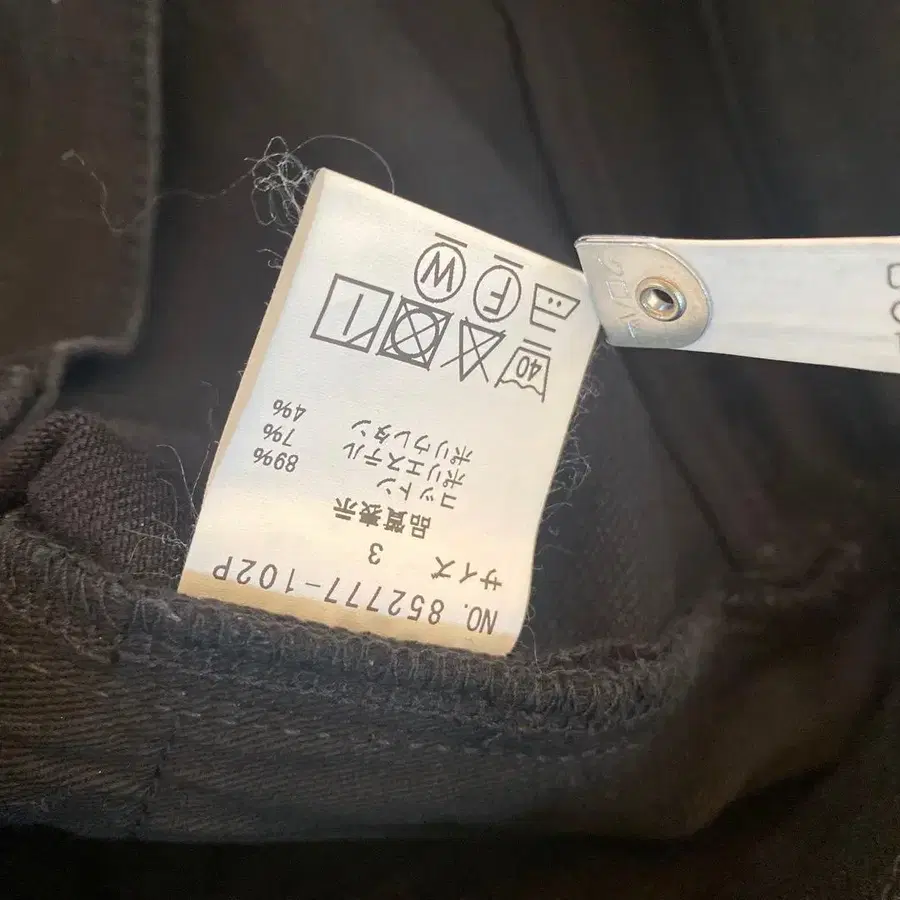 NO. 852777-102P
サイズ
3
品質表示
コットン 89%
ポリエステル 7%
ポリウレタン 4%
40
F
W